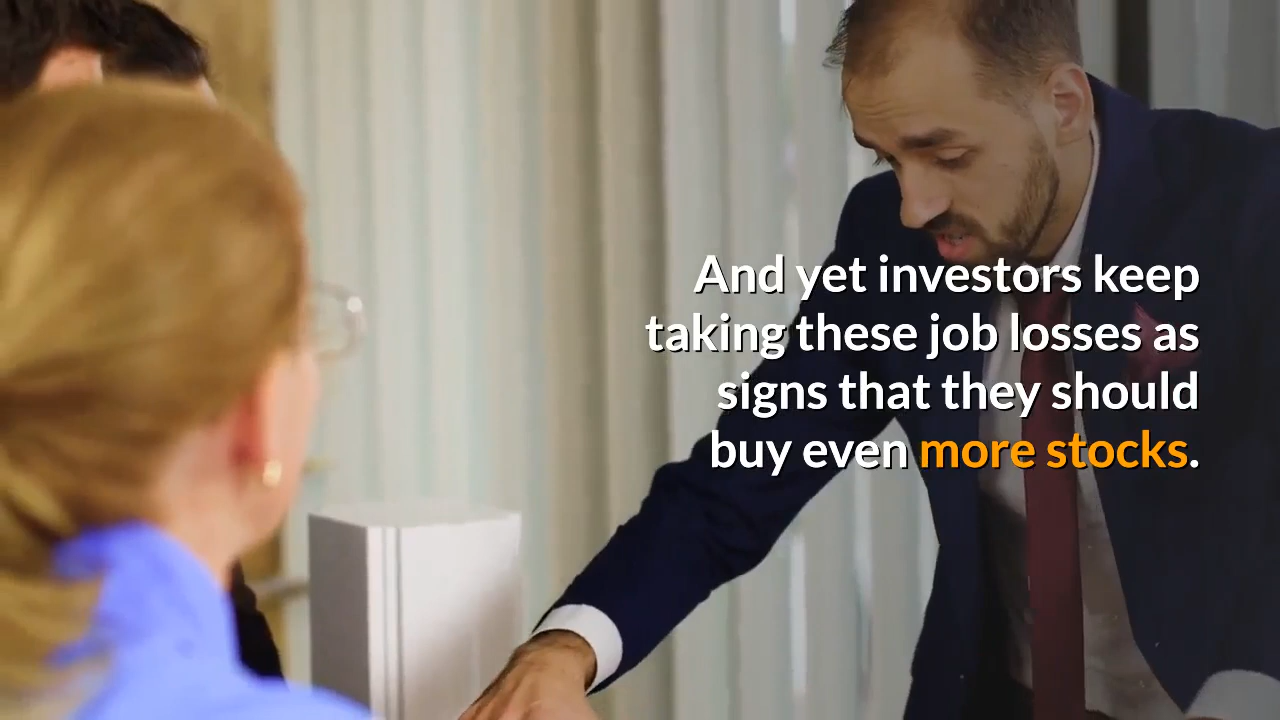 And yet investors keep
taking these job losses as
signs that they should
buy even more stocks.